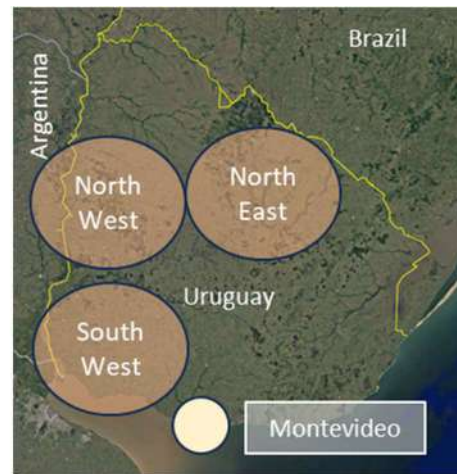 Brazil
Argentina
North
West
North
East
Uruguay
South
West
Montevideo